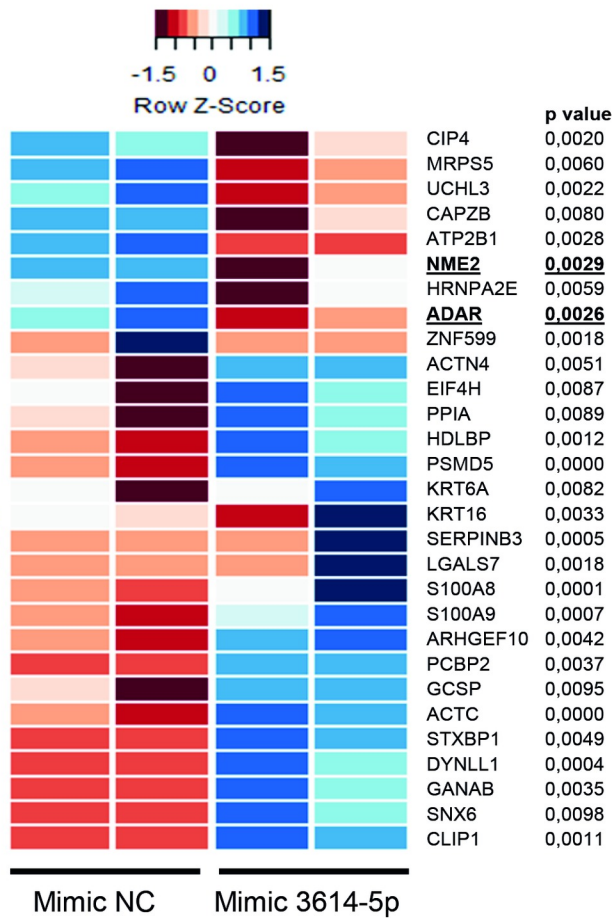 -1.5 0 1.5
Row Z-Score
p value
CIP4 0,0020
MRPS5 0,0060
UCHL3 0,0022
CAPZB 0,0080
ATP2B1 0,0028
NME2 0,0029
HRNPA2E 0,0059
ADAR 0,0026
ZNF599 0,0018
ACTN4 0,0051
EIF4H 0,0087
PPIA 0,0089
HDLBP 0,0012
PSMD5 0,0000
KRT6A 0,0082
KRT16 0,0033
SERPINB3 0,0005
LGALS7 0,0018
S100A8 0,0001
S100A9 0,0007
ARHGEF10 0,0042
PCBP2 0,0037
GCSP 0,0095
ACTC 0,0000
STXBP1 0,0049
DYNLL1 0,0004
GANAB 0,0035
SNX6 0,0098
CLIP1 0,0011
Mimic NC Mimic 3614-5p